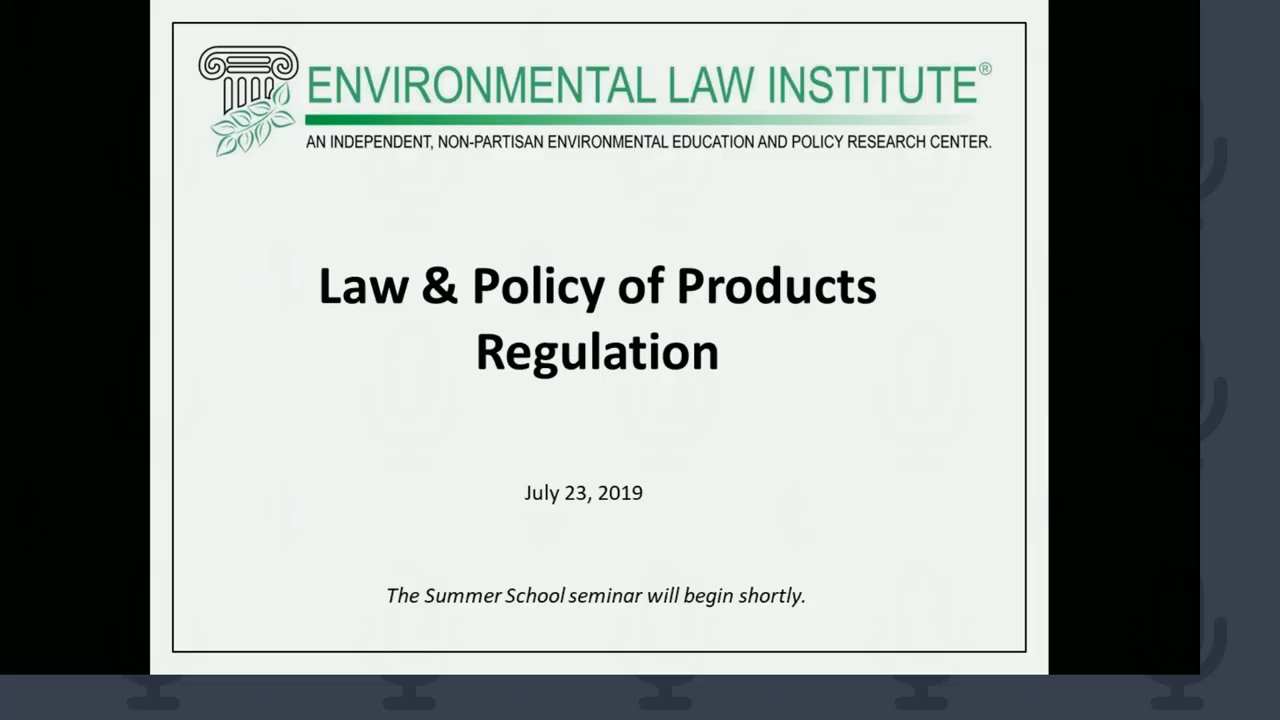 ENVIRONMENTAL LAW INSTITUTE®
AN INDEPENDENT, NON-PARTISAN ENVIRONMENTAL EDUCATION AND POLICY RESEARCH CENTER.
Law & Policy of Products
Regulation
July 23, 2019
The Summer School seminar will begin shortly.